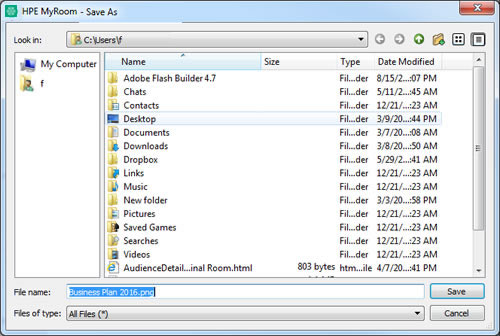 HPE MyRoom - Save As
Look in: C:\Users\f
My Computer
f
Name Size Type Date Modified
Adobe Flash Builder 4.7 Fil...der 8/15/2...:07 PM
Chats Fil...der 5/11/2...:45 AM
Contacts Fil...der 12/21/...:23 AM
Desktop Fil...der 3/9/20...:44 PM
Documents Fil...der 3/7/20...:08 AM
Downloads Fil...der 3/8/20...:50 AM
Dropbox Fil...der 5/29/2...:41 AM
Links Fil...der 12/21/...:23 AM
Music Fil...der 12/21/...:23 AM
New folder Fil...der 3/3/20...:58 PM
Pictures Fil...der 12/21/...:23 AM
Saved Games Fil...der 12/21/...:23 AM
Searches Fil...der 12/21/...:23 AM
Videos Fil...der 12/21/...:23 AM
AudienceDetail...inal Room.html 803 bytes htm...ile 4/7/20...:41 PM
File name: Business Plan 2016.png Save
Files of type: All Files (*) Cancel